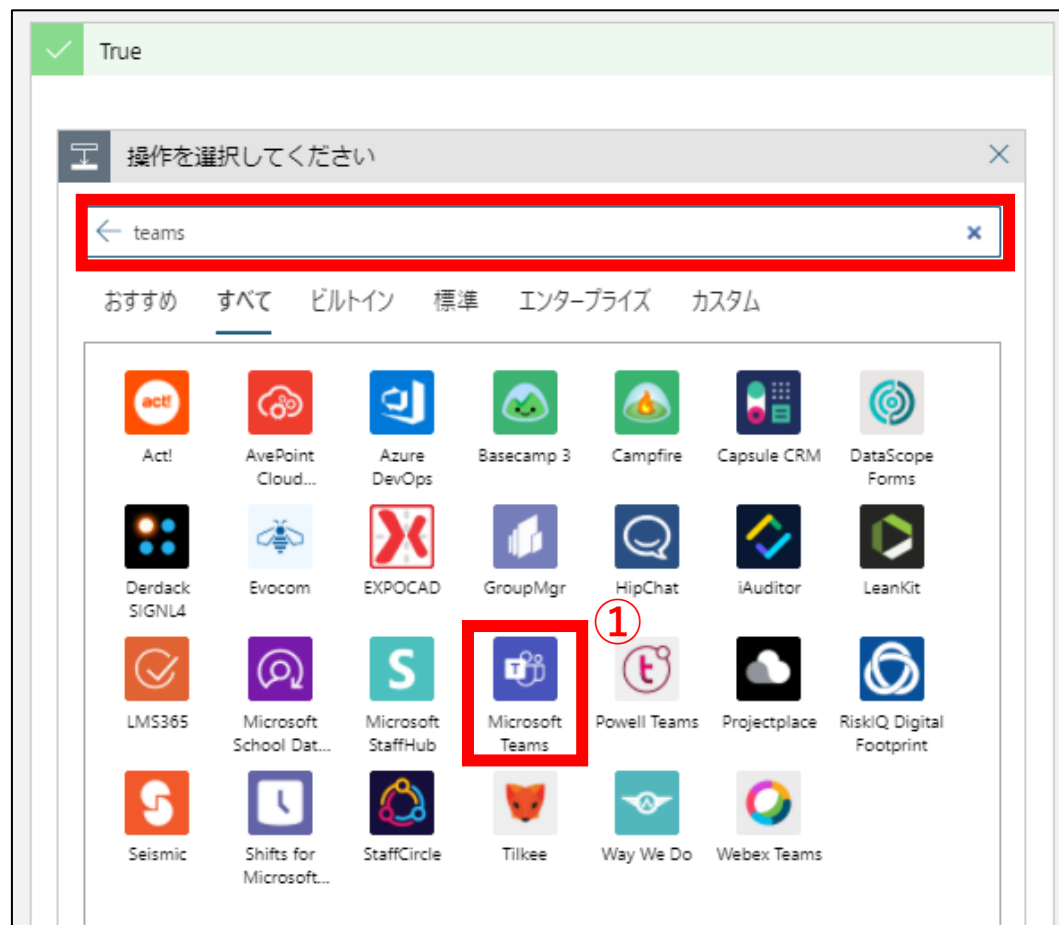 True
操作を選択してください
teams
おすすめ すべて ビルトイン 標準 エンタープライズ カスタム
act!
Act! AvePoint Azure Basecamp 3 Campfire Capsule CRM DataScope
Cloud... DevOps Forms
Derdack Evocom EXPOCAD GroupMgr HipChat iAuditor LeanKit
SIGNL4
①
LMS365 Microsoft Microsoft Microsoft Powell Teams Projectplace RiskIQ Digital
School Dat... StaffHub Teams Footprint
Seismic Shifts for StaffCircle Tilkee Way We Do Webex Teams
Microsoft...